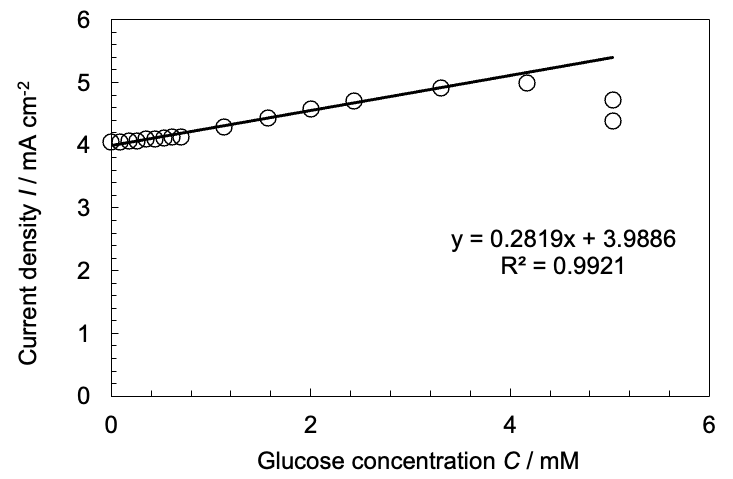 6
5
4
3
2
1
0
Current density I / mA cm⁻²
y = 0.2819x + 3.9886
R² = 0.9921
0 2 4 6
Glucose concentration C / mM